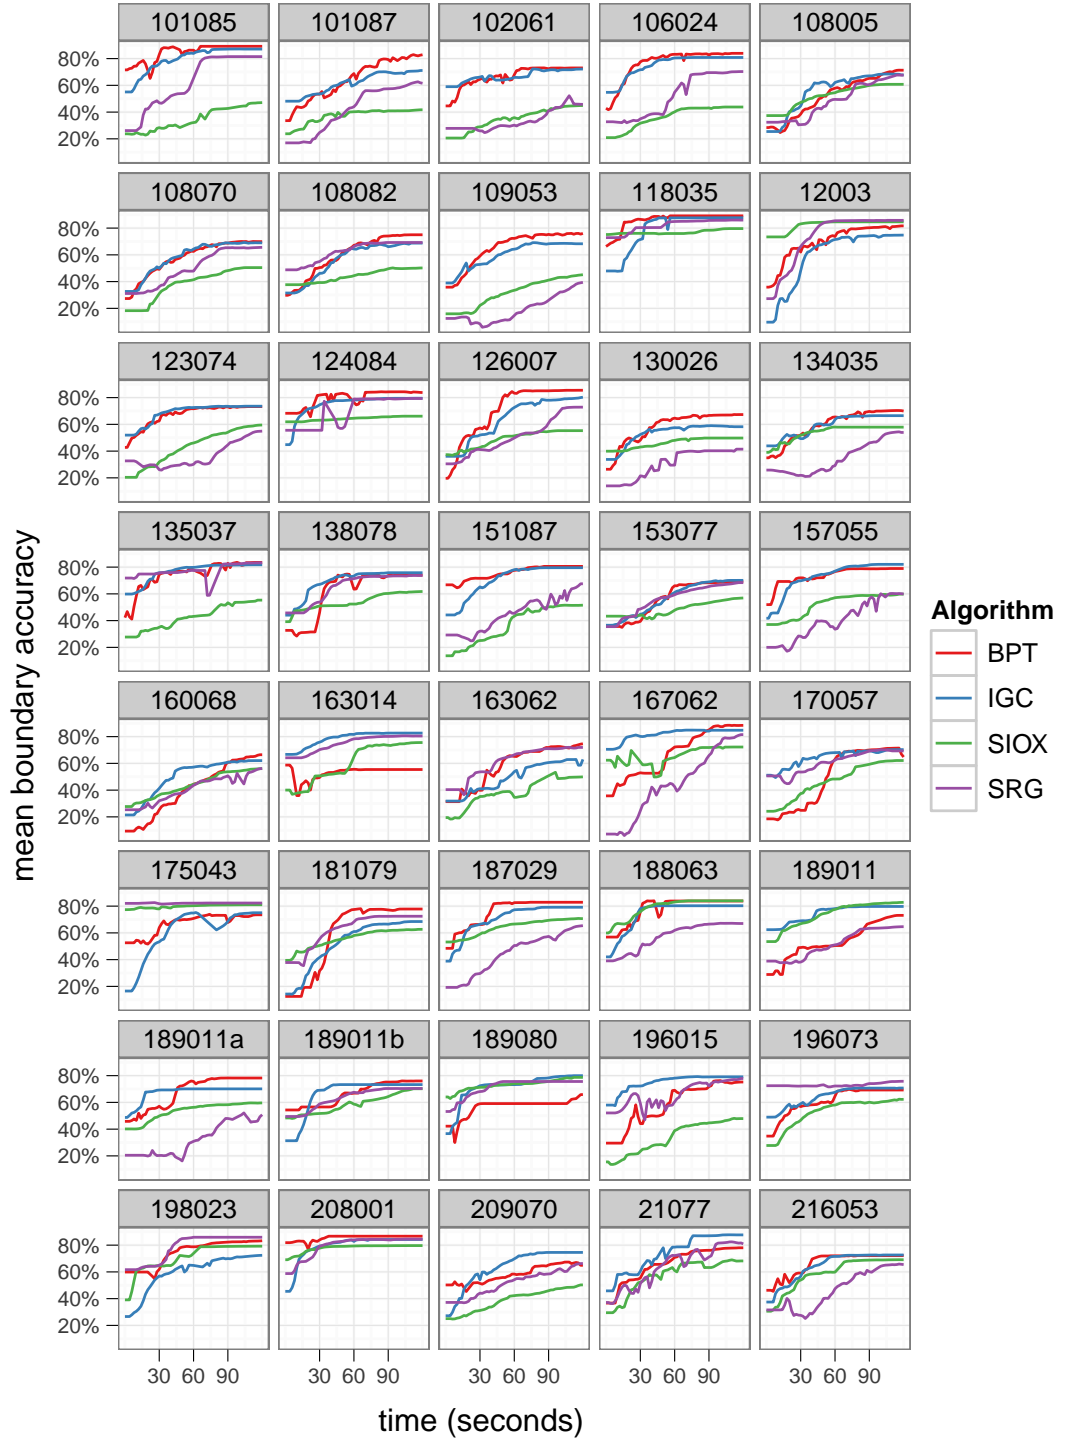 101085 101087 102061 106024 108005
80%
60%
40%
20%
108070 108082 109053 118035 12003
80%
60%
40%
20%
123074 124084 126007 130026 134035
80%
60%
40%
20%
135037 138078 151087 153077 157055
80%
60%
40%
20%
160068 163014 163062 167062 170057
80%
60%
40%
20%
175043 181079 187029 188063 189011
80%
60%
40%
20%
189011a 189011b 189080 196015 196073
80%
60%
40%
20%
198023 208001 209070 21077 216053
80%
60%
40%
20%
30 60 90 30 60 90 30 60 90 30 60 90 30 60 90
time (seconds)
mean boundary accuracy
Algorithm
BPT
IGC
SIOX
SRG